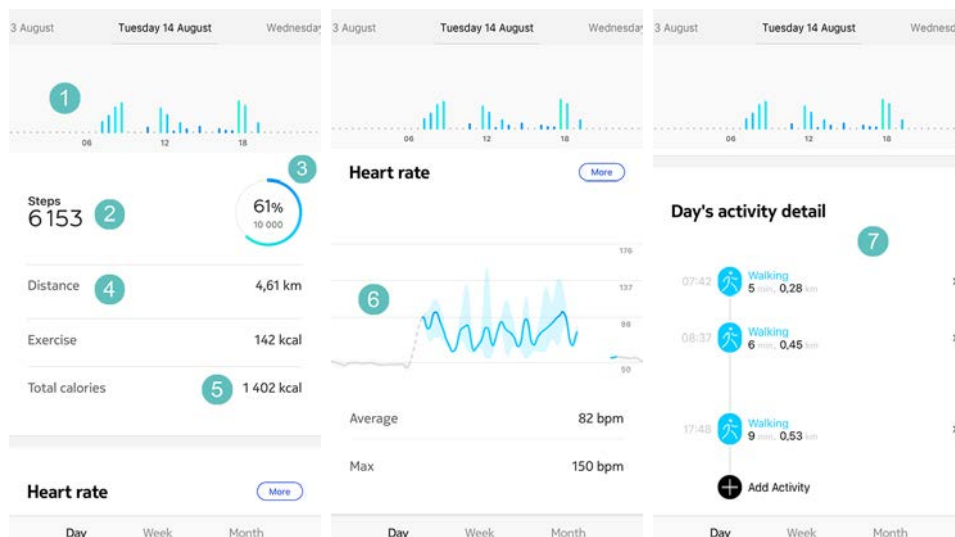 3 August Tuesday 14 August Wednesday
1
06 12 18
3
Steps
6 153
2
61%
10 000
Distance 4 4,61 km
Exercise 142 kcal
Total calories 5 1 402 kcal
Heart rate More
Day Week Month
3 August Tuesday 14 August Wednesday
06 12 18
Heart rate More
176
137
6
98
50
Average 82 bpm
Max 150 bpm
Day Week Month
3 August Tuesday 14 August Wednesd
06 12 18
Day's activity detail
7
07:42 Walking
5 min, 0,28 km
08:37 Walking
6 min, 0,45 km
17:48 Walking
9 min, 0,53 km
Add Activity
Day Week Month